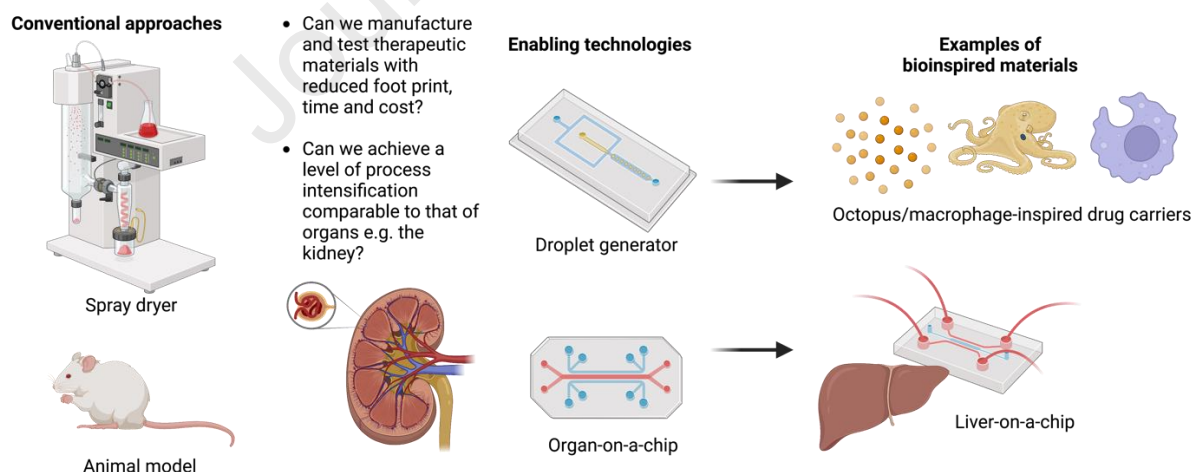 Conventional approaches
Spray dryer
Animal model
• Can we manufacture
and test therapeutic
materials with
reduced foot print,
time and cost?
• Can we achieve a
level of process
intensification
comparable to that of
organs e.g. the
kidney?
Enabling technologies
Droplet generator
Organ-on-a-chip
Examples of
bioinspired materials
Octopus/macrophage-inspired drug carriers
Liver-on-a-chip
Jou